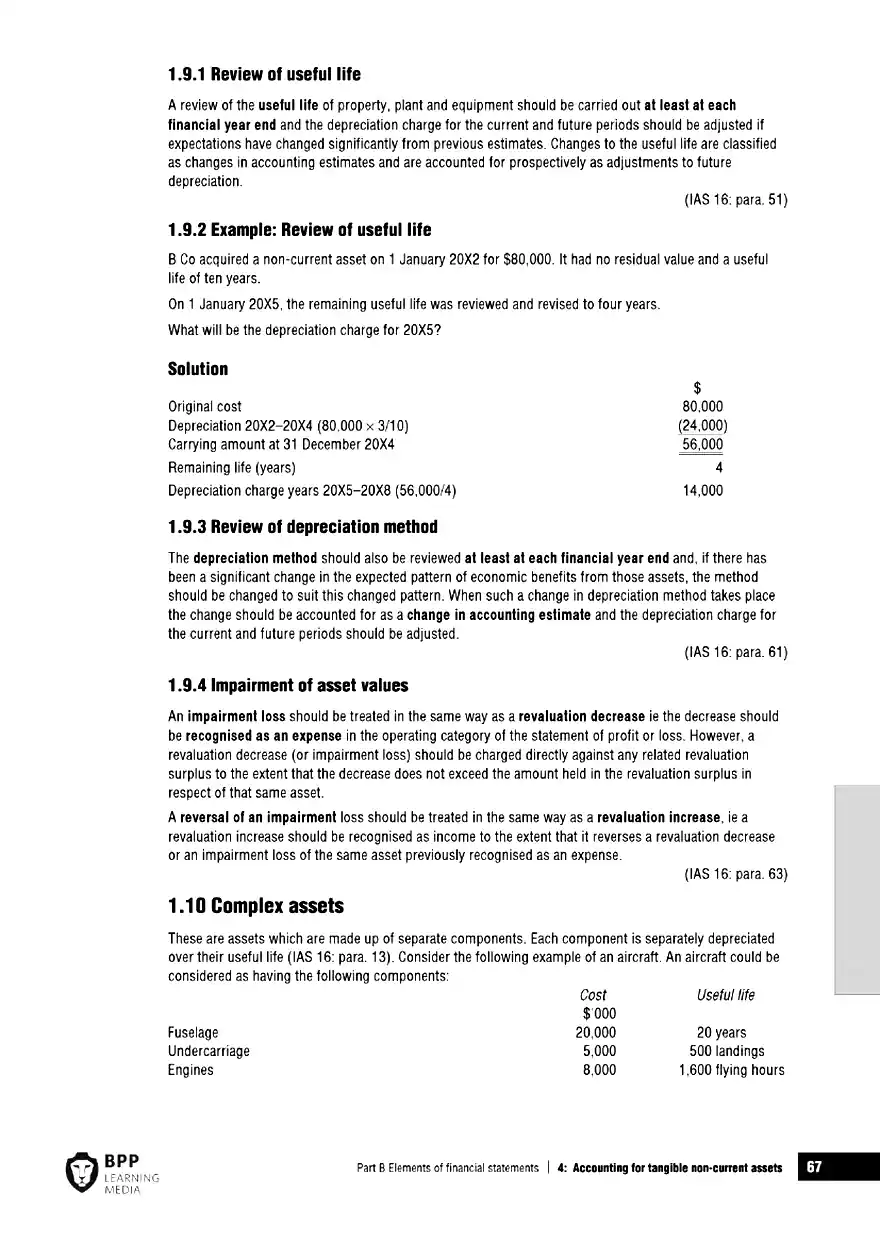 1.9.1 Review of useful life
A review of the useful life of property, plant and equipment should be carried out at least at each
financial year end and the depreciation charge for the current and future periods should be adjusted if
expectations have changed significantly from previous estimates. Changes to the useful life are classified
as changes in accounting estimates and are accounted for prospectively as adjustments to future
depreciation.
(IAS 16: para. 51)
1.9.2 Example: Review of useful life
B Co acquired a non-current asset on 1 January 20X2 for $80,000. It had no residual value and a useful
life of ten years.
On 1 January 20X5, the remaining useful life was reviewed and revised to four years.
What will be the depreciation charge for 20X5?
Solution
$
Original cost 80,000
Depreciation 20X2–20X4 (80,000 × 3/10) (24,000)
Carrying amount at 31 December 20X4 56,000
Remaining life (years) 4
Depreciation charge years 20X5–20X8 (56,000/4) 14,000
1.9.3 Review of depreciation method
The depreciation method should also be reviewed at least at each financial year end and, if there has
been a significant change in the expected pattern of economic benefits from those assets, the method
should be changed to suit this changed pattern. When such a change in depreciation method takes place
the change should be accounted for as a change in accounting estimate and the depreciation charge for
the current and future periods should be adjusted.
(IAS 16: para. 61)
1.9.4 Impairment of asset values
An impairment loss should be treated in the same way as a revaluation decrease ie the decrease should
be recognised as an expense in the operating category of the statement of profit or loss. However, a
revaluation decrease (or impairment loss) should be charged directly against any related revaluation
surplus to the extent that the decrease does not exceed the amount held in the revaluation surplus in
respect of that same asset.
A reversal of an impairment loss should be treated in the same way as a revaluation increase, ie a
revaluation increase should be recognised as income to the extent that it reverses a revaluation decrease
or an impairment loss of the same asset previously recognised as an expense.
(IAS 16: para. 63)
1.10 Complex assets
These are assets which are made up of separate components. Each component is separately depreciated
over their useful life (IAS 16: para. 13). Consider the following example of an aircraft. An aircraft could be
considered as having the following components:
Cost Useful life
$'000
Fuselage 20,000 20 years
Undercarriage 5,000 500 landings
Engines 8,000 1,600 flying hours
BPP
LEARNING
MEDIA
Part B Elements of financial statements | 4: Accounting for tangible non-current assets 67